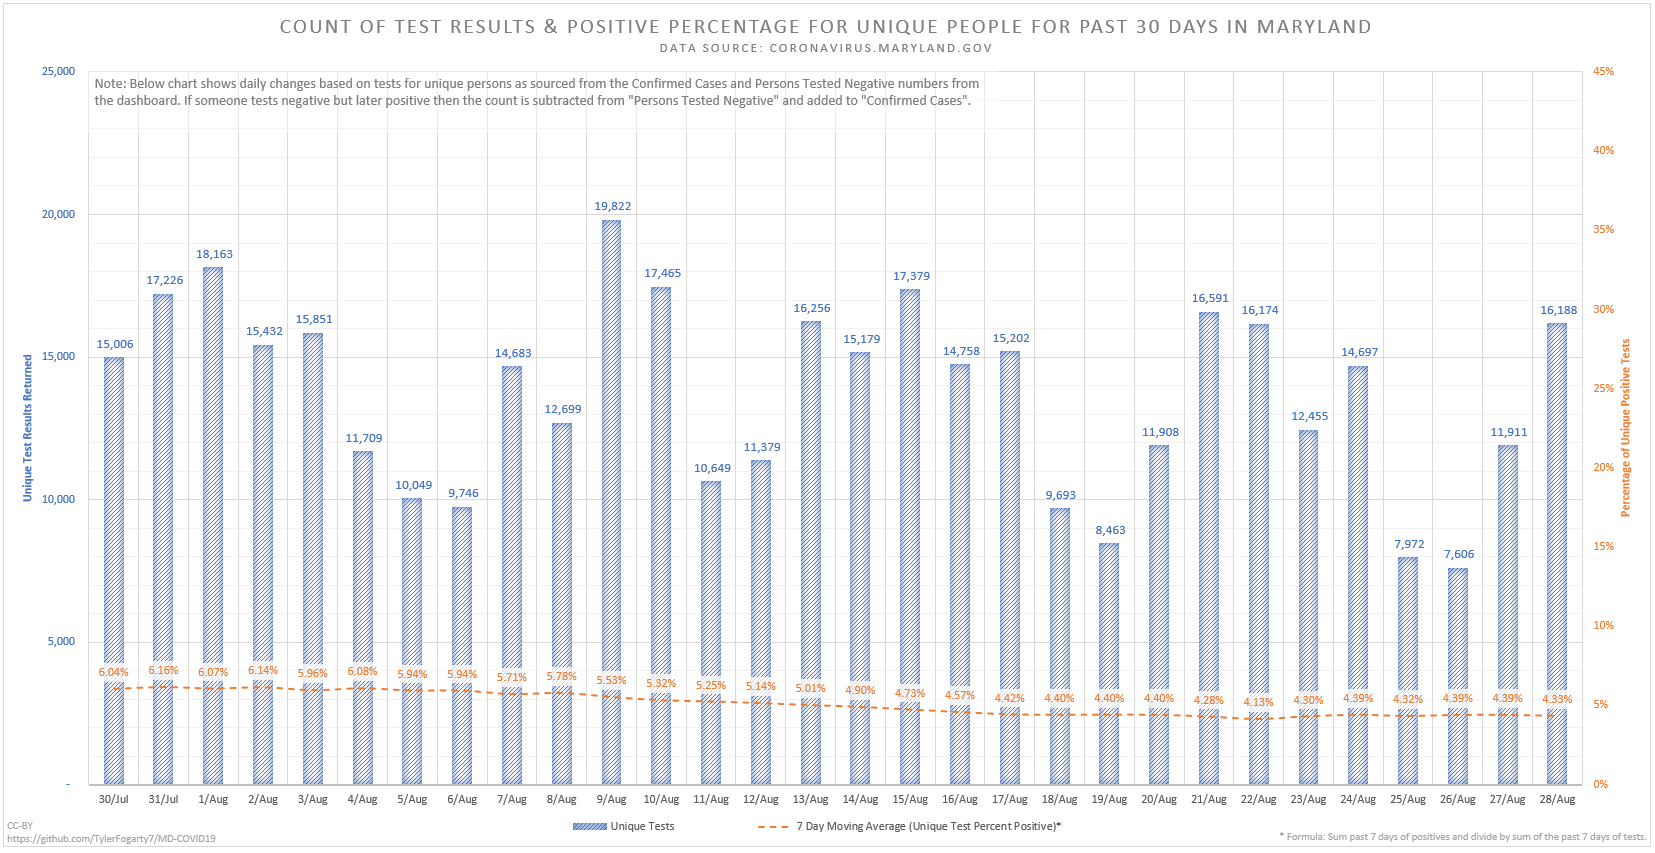 COUNT OF TEST RESULTS & POSITIVE PERCENTAGE FOR UNIQUE PEOPLE FOR PAST 30 DAYS IN MARYLAND
DATA SOURCE: CORONAVIRUS.MARYLAND.GOV
Note: Below chart shows daily changes based on tests for unique persons as sourced from the Confirmed Cases and Persons Tested Negative numbers from
the dashboard. If someone tests negative but later positive then the count is subtracted from "Persons Tested Negative" and added to "Confirmed Cases".
Unique Test Results Returned
25,000
20,000
15,000
10,000
5,000
-
15,006
17,226
18,163
15,432
15,851
11,709
10,049
9,746
14,683
12,699
19,822
17,465
10,649
11,379
16,256
15,179
17,379
14,758
15,202
9,693
8,463
11,908
16,591
16,174
12,455
14,697
7,972
7,606
11,911
16,188
6.04%
6.16%
6.07%
6.14%
5.96%
6.08%
5.94%
5.94%
5.71%
5.78%
5.53%
5.32%
5.25%
5.14%
5.01%
4.90%
4.73%
4.57%
4.42%
4.40%
4.40%
4.40%
4.28%
4.13%
4.30%
4.39%
4.32%
4.39%
4.39%
4.33%
45%
40%
35%
30%
25%
20%
15%
10%
5%
0%
Percentage of Unique Positive Tests
30/Jul
31/Jul
1/Aug
2/Aug
3/Aug
4/Aug
5/Aug
6/Aug
7/Aug
8/Aug
9/Aug
10/Aug
11/Aug
12/Aug
13/Aug
14/Aug
15/Aug
16/Aug
17/Aug
18/Aug
19/Aug
20/Aug
21/Aug
22/Aug
23/Aug
24/Aug
25/Aug
26/Aug
27/Aug
28/Aug
Unique Tests
7 Day Moving Average (Unique Test Percent Positive)*
CC-BY
https://github.com/TylerFogarty7/MD-COVID19
* Formula: Sum past 7 days of positives and divide by sum of the past 7 days of tests.